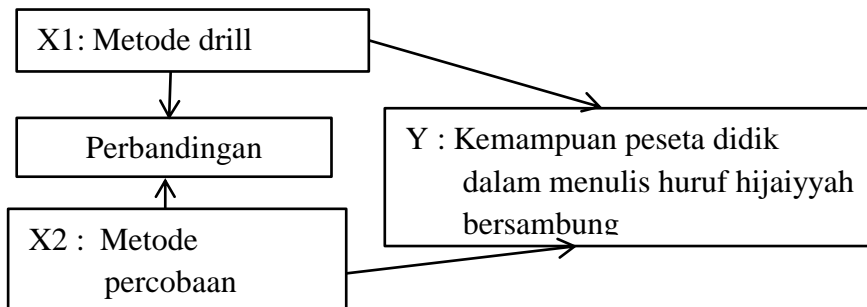 X1: Metode drill
Perbandingan
Y : Kemampuan peseta didik
dalam menulis huruf hijaiyyah
bersambung
X2 : Metode
percobaan